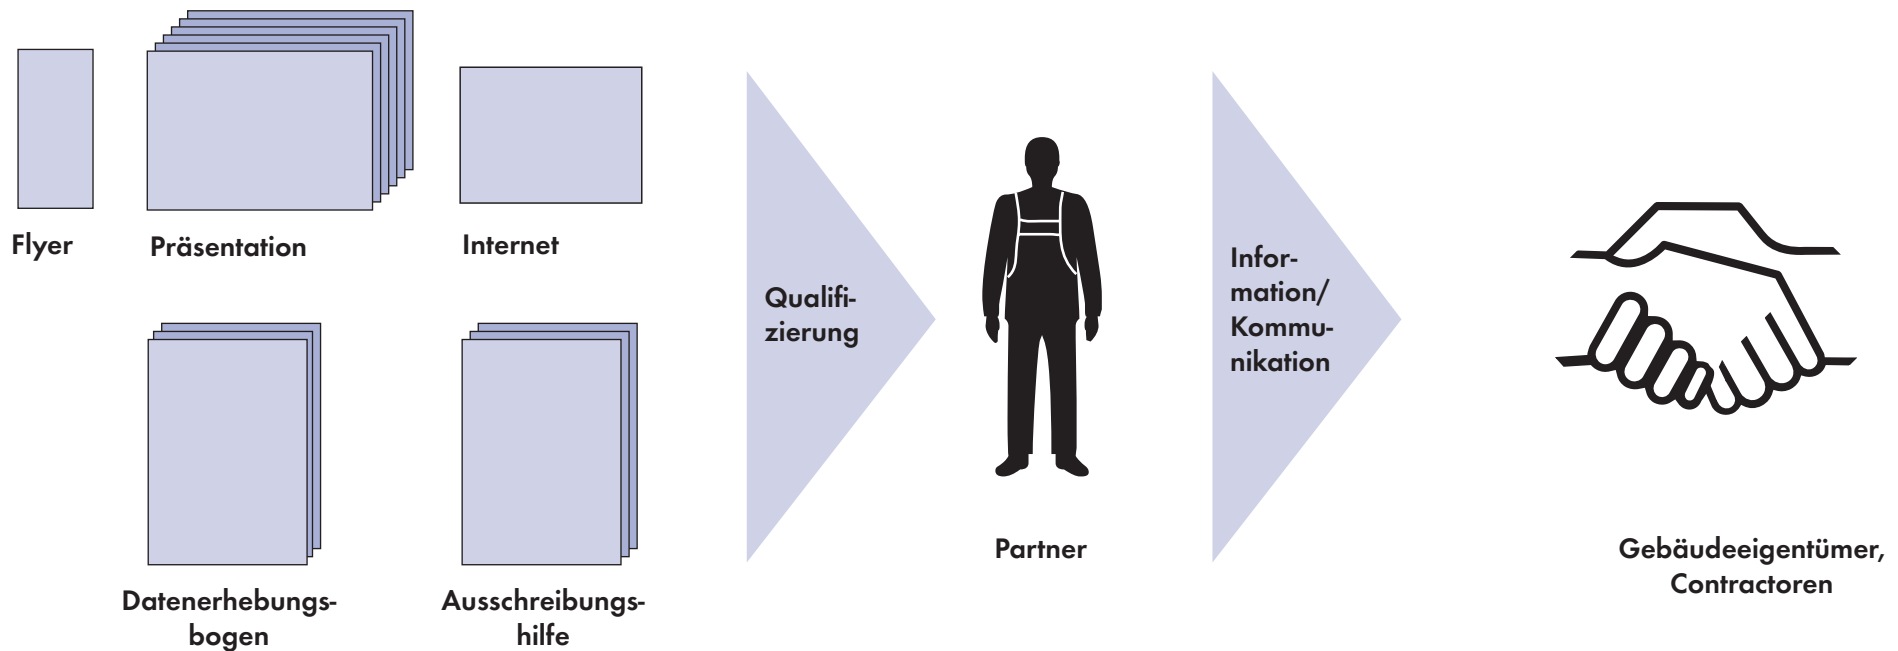 Flyer
Präsentation
Internet
Datenerhebungs-
bogen
Ausschreibungs-
hilfe
Qualifi-
zierung
Partner
Infor-
mation/
Kommu-
nikation
Gebäudeeigentümer,
Contractoren